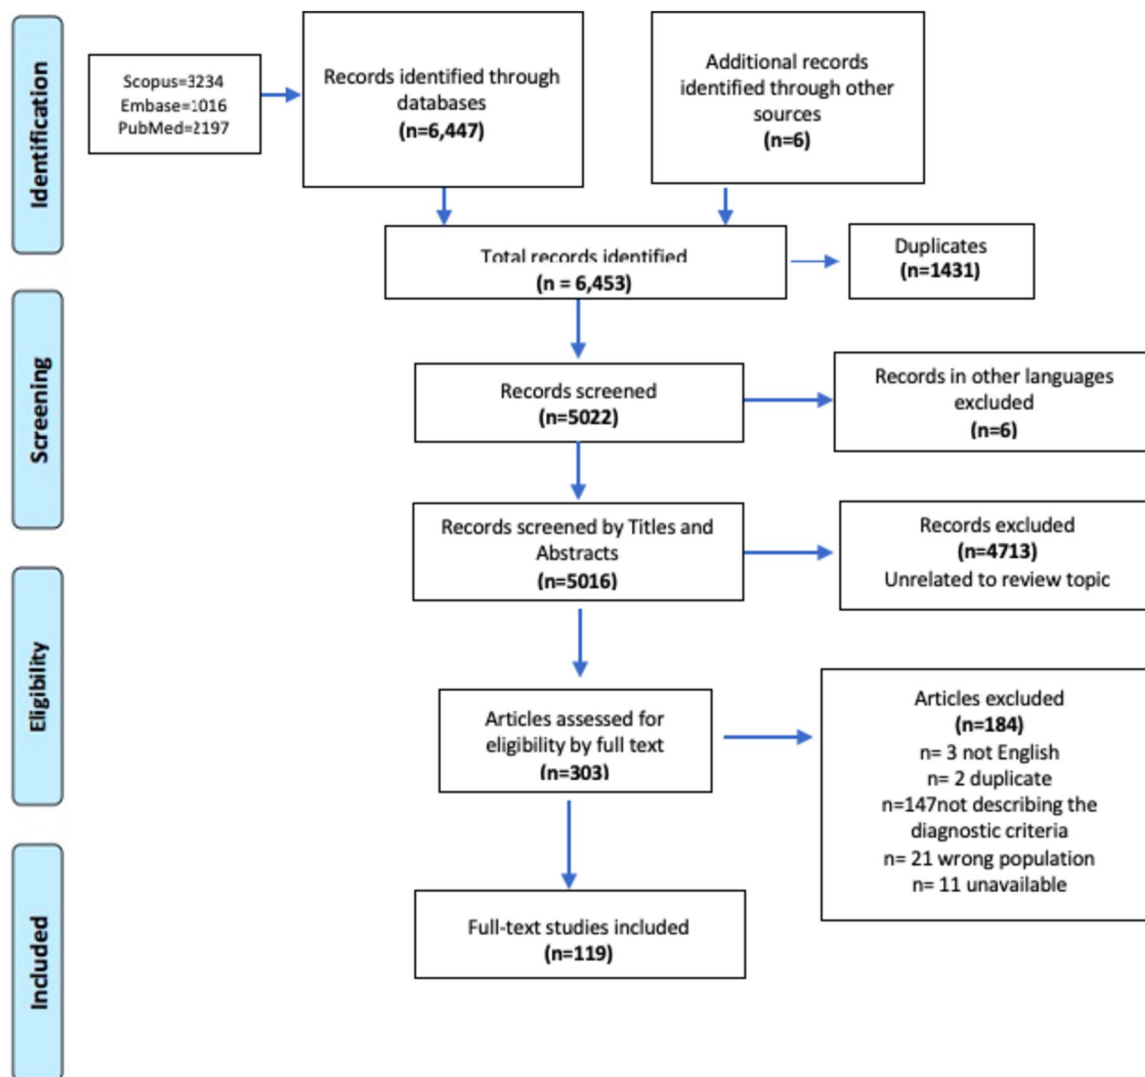 Identification
Scopus=3234
Embase=1016
PubMed=2197
Records identified through
databases
(n=6,447)
Additional records
identified through other
sources
(n=6)
Total records identified
(n = 6,453)
Duplicates
(n=1431)
Screening
Records screened
(n=5022)
Records in other languages
excluded
(n=6)
Records screened by Titles and
Abstracts
(n=5016)
Records excluded
(n=4713)
Unrelated to review topic
Eligibility
Articles assessed for
eligibility by full text
(n=303)
Articles excluded
(n=184)
n= 3 not English
n= 2 duplicate
n=147not describing the
diagnostic criteria
n= 21 wrong population
n= 11 unavailable
Included
Full-text studies included
(n=119)